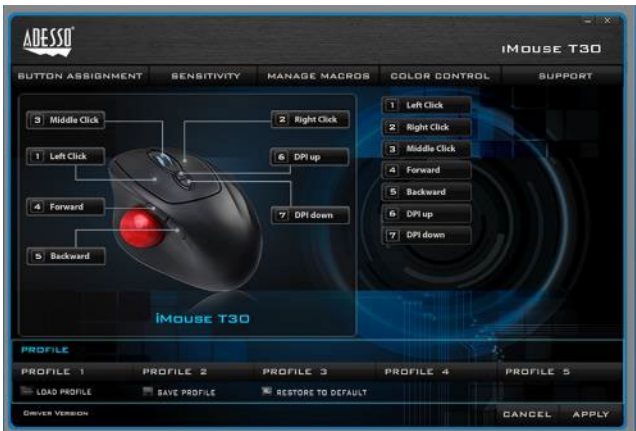 ADESSO
iMouse T30
BUTTON ASSIGNMENT SENSITIVITY MANAGE MACROS COLOR CONTROL SUPPORT
3 Middle Click
2 Right Click
1 Left Click
6 DPI up
4 Forward
7 DPI down
5 Backward
iMouse T30
1 Left Click
2 Right Click
3 Middle Click
4 Forward
5 Backward
6 DPI up
7 DPI down
PROFILE
PROFILE 1 PROFILE 2 PROFILE 3 PROFILE 4 PROFILE 5
LOAD PROFILE SAVE PROFILE RESTORE TO DEFAULT
DRIVER VERSION CANCEL APPLY